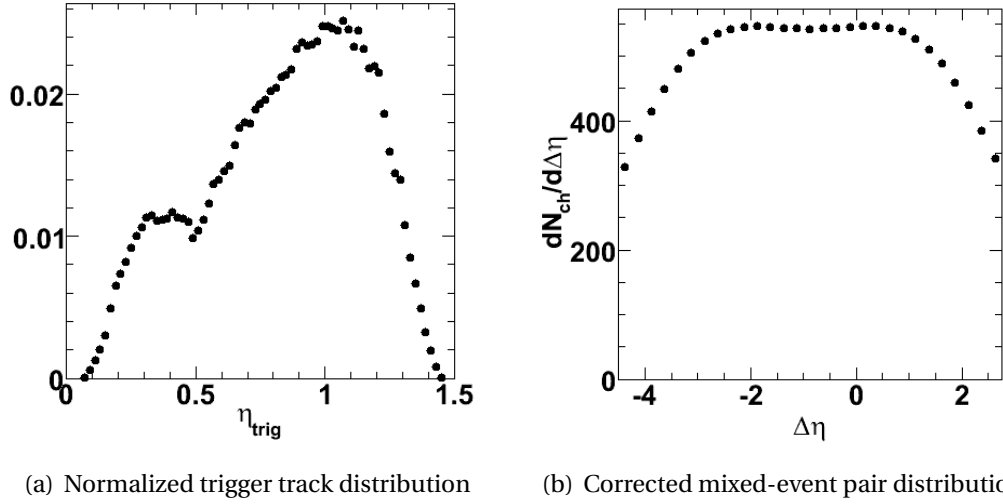 0.02
0.01
0
0 0.5 1 1.5
η_trig
(a) Normalized trigger track distribution
dN_ch/dΔη
400
200
0
-4 -2 0 2
Δη
(b) Corrected mixed-event pair distributio